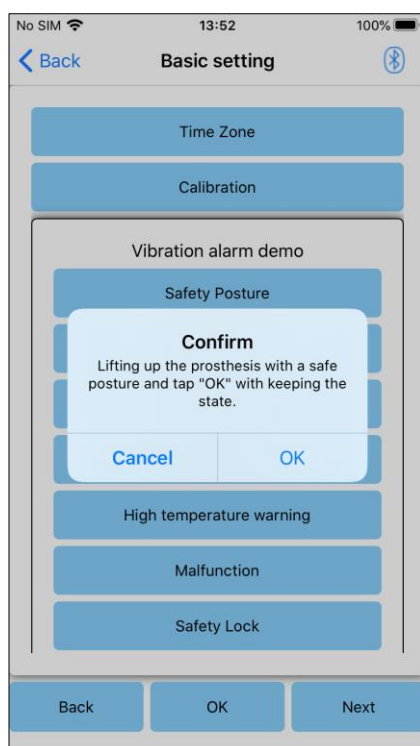 No SIM 13:52 100%
Back Basic setting
Time Zone
Calibration
Vibration alarm demo
Safety Posture
Confirm
Lifting up the prosthesis with a safe
posture and tap "OK" with keeping the
state.
Cancel OK
High temperature warning
Malfunction
Safety Lock
Back OK Next